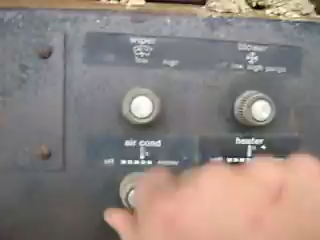 wiper
low high
blower
low high purge
air cond
off
heater
off